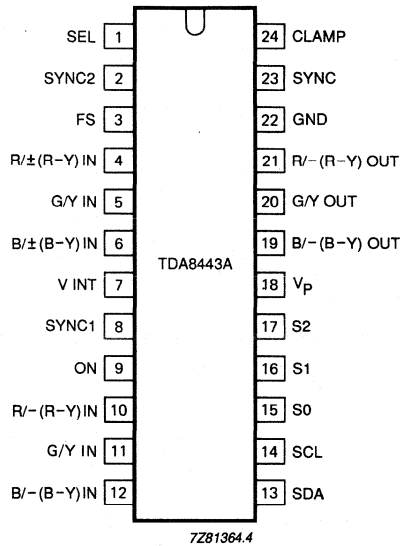 SEL 1 24 CLAMP
SYNC2 2 23 SYNC
FS 3 22 GND
R/±(R-Y) IN 4 21 R/-(R-Y) OUT
G/Y IN 5 20 G/Y OUT
B/±(B-Y) IN 6 19 B/-(B-Y) OUT
TDA8443A
V INT 7 18 Vp
SYNC1 8 17 S2
ON 9 16 S1
R/-(R-Y) IN 10 15 S0
G/Y IN 11 14 SCL
B/-(B-Y) IN 12 13 SDA
7Z81364.4